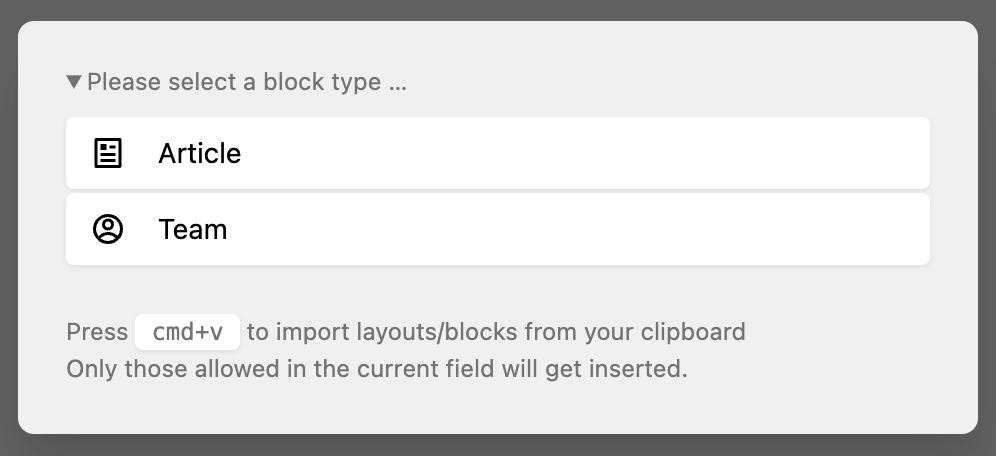 Please select a block type …
Article
Team
Press cmd+v to import layouts/blocks from your clipboard
Only those allowed in the current field will get inserted.